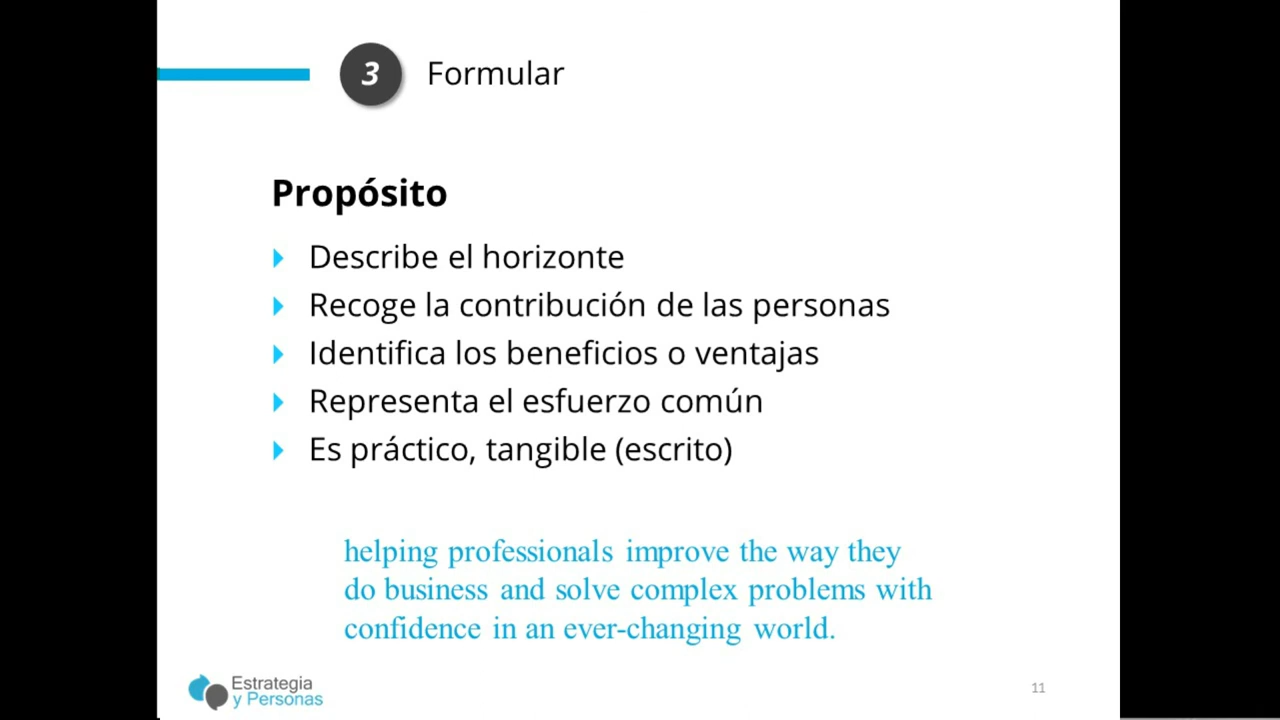 3 Formular
Propósito
Describe el horizonte
Recoge la contribución de las personas
Identifica los beneficios o ventajas
Representa el esfuerzo común
Es práctico, tangible (escrito)
helping professionals improve the way they
do business and solve complex problems with
confidence in an ever-changing world.
Estrategia
y Personas
11